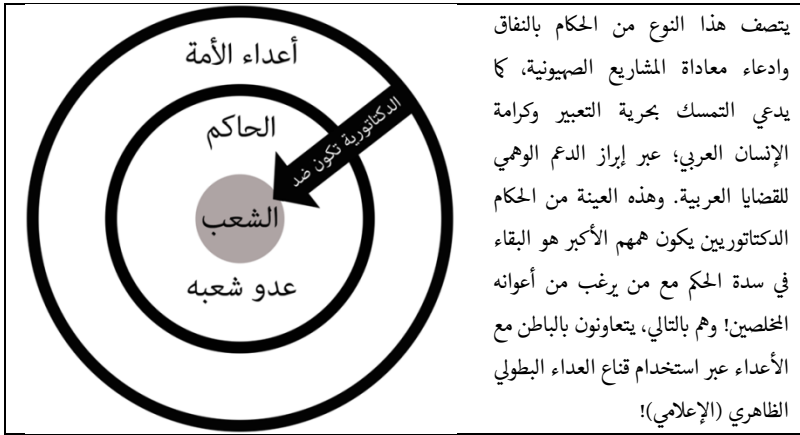 يتصف هذا النوع من الحكام بالنفاق
وادعاء معاداة المشاريع الصهيونية، كما
يدعي التمسك بحرية التعبير وكرامة
الإنسان العربي؛ عبر إبراز الدعم الوهمي
للقضايا العربية. وهذه العينة من الحكام
الدكتاتوريين يكون همهم الأكبر هو البقاء
في سدة الحكم مع من يرغب من أعوانه
المخلصين! وهم بالتالي، يتعاونون بالباطن مع
الأعداء عبر استخدام قناع العداء البطولي
الظاهري (الإعلامي)!
أعداء الأمة
الدكتاتورية تكون ضد
الحاكم
الشعب
عدو شعبه